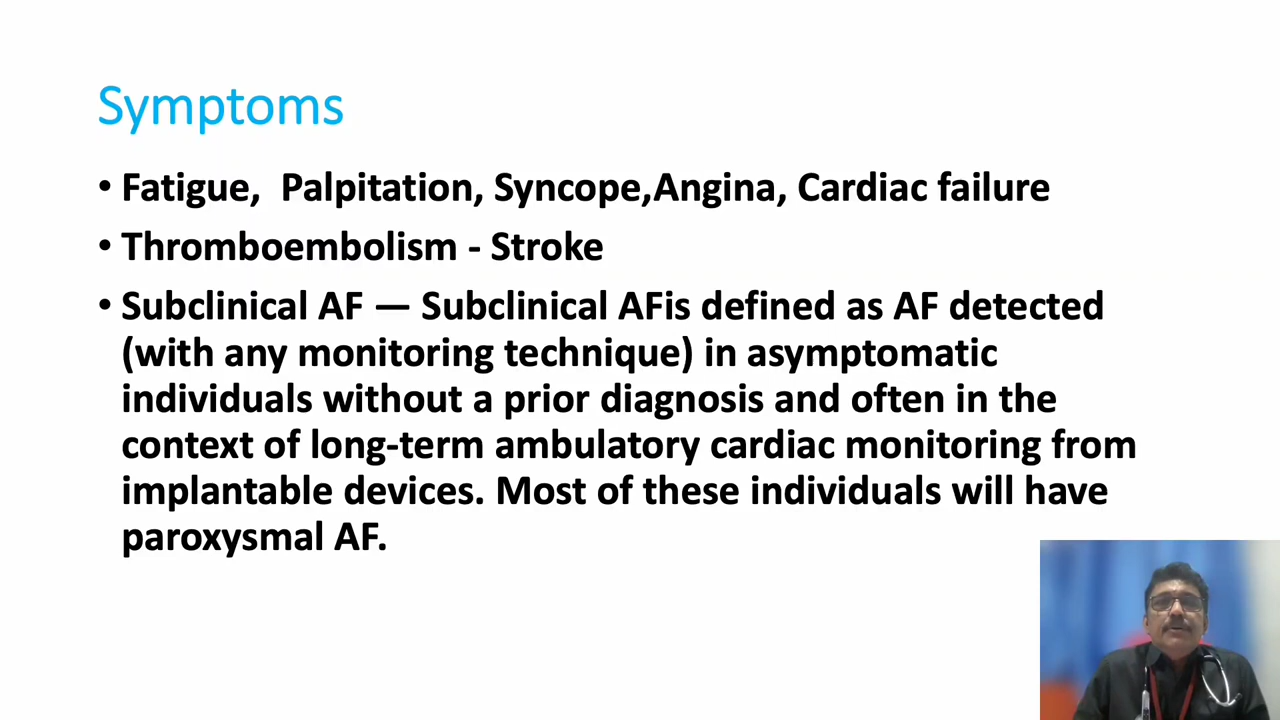 Symptoms
• Fatigue,  Palpitation, Syncope,Angina, Cardiac failure
• Thromboembolism - Stroke
• Subclinical AF — Subclinical AFis defined as AF detected
(with any monitoring technique) in asymptomatic
individuals without a prior diagnosis and often in the
context of long-term ambulatory cardiac monitoring from
implantable devices. Most of these individuals will have
paroxysmal AF.